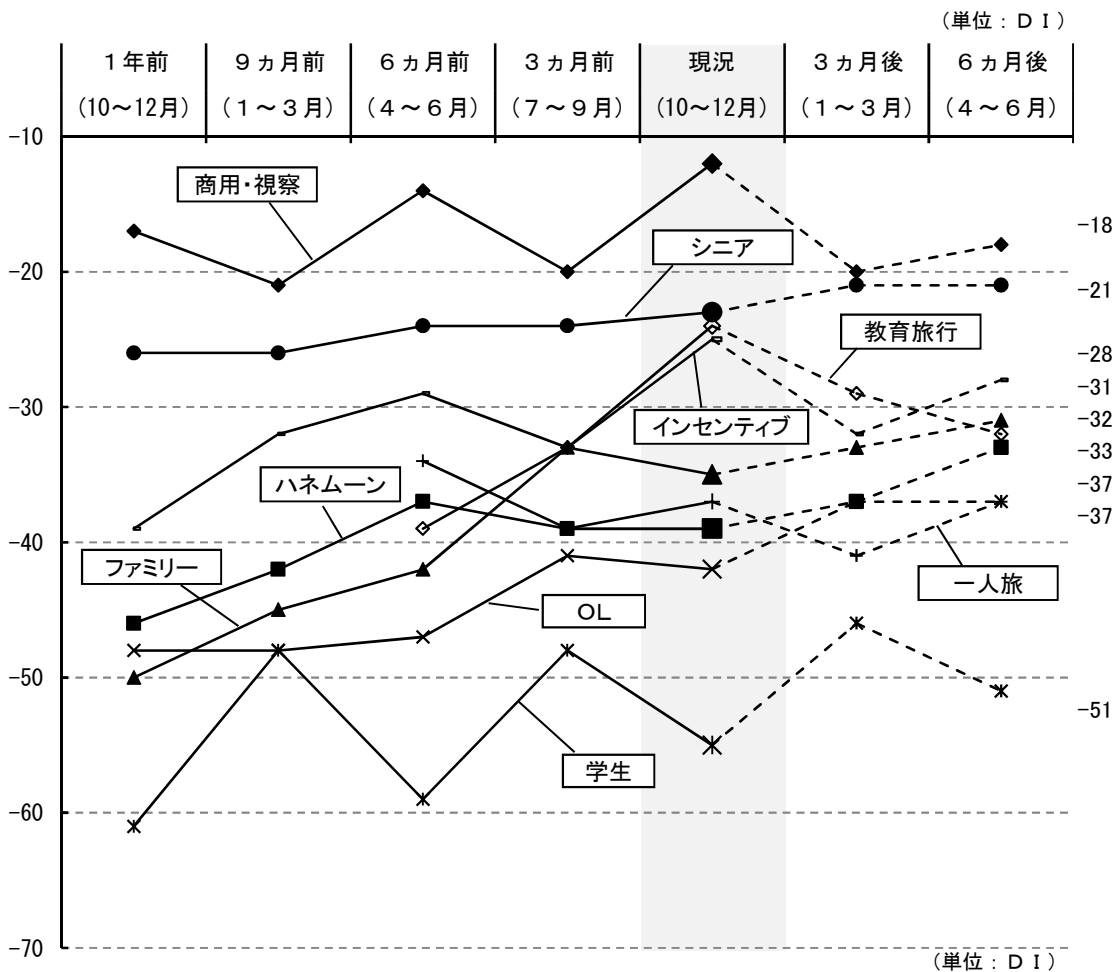 (単位：ＤＩ)
１年前 ９ヵ月前 ６ヵ月前 ３ヵ月前 現況 ３ヵ月後 ６ヵ月後
(10～12月) (１～３月) (４～６月) (７～９月) (10～12月) (１～３月) (４～６月)
-10
商用・視察
-18
シニア
-20
-21
教育旅行
-28
-31
-30
インセンティブ
-32
-33
ハネムーン
-37
-37
-40
ファミリー
一人旅
OL
-50
-51
学生
-60
-70
(単位：ＤＩ)